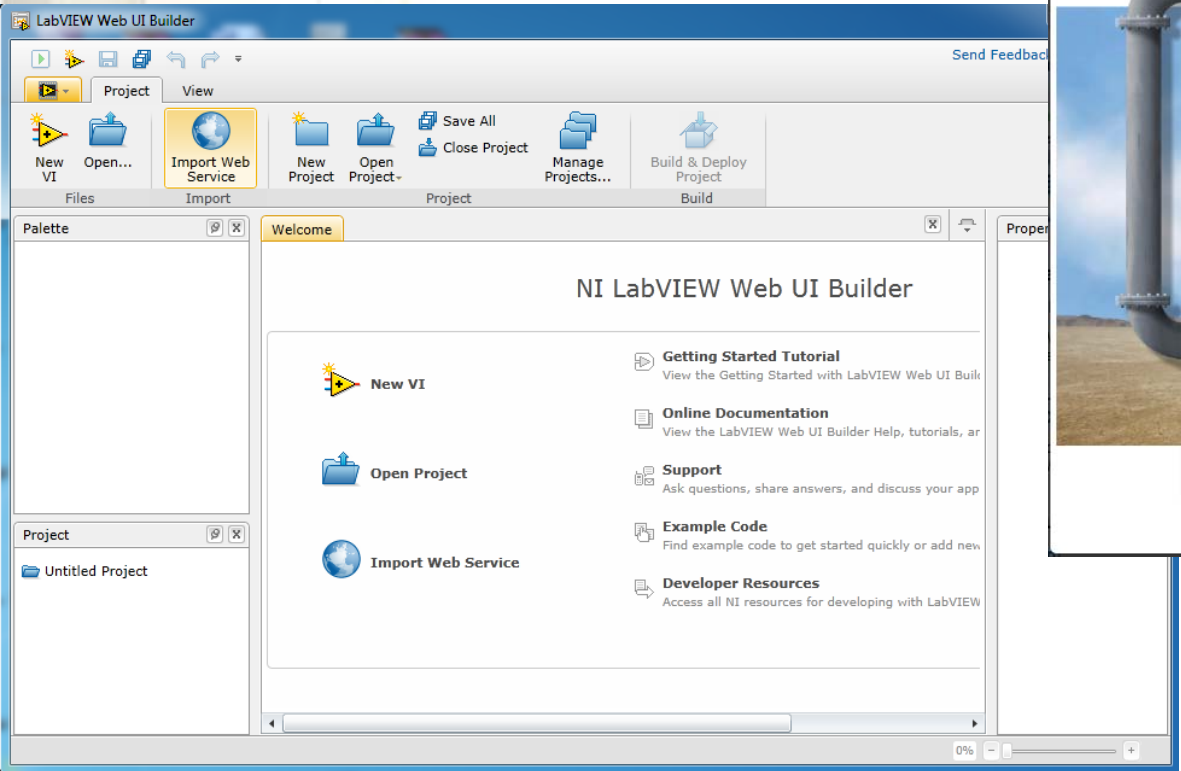 LabVIEW Web UI Builder
Send Feedback
Project
View
New VI
Open...
Import Web Service
New Project
Open Project
Save All
Close Project
Manage Projects...
Build & Deploy Project
Files
Import
Project
Build
Palette
Welcome
Proper
NI LabVIEW Web UI Builder
New VI
Open Project
Import Web Service
Getting Started Tutorial
View the Getting Started with LabVIEW Web UI Buil
Online Documentation
View the LabVIEW Web UI Builder Help, tutorials, ar
Support
Ask questions, share answers, and discuss your app
Example Code
Find example code to get started quickly or add new
Developer Resources
Access all NI resources for developing with LabVIEW
Project
Untitled Project
0%